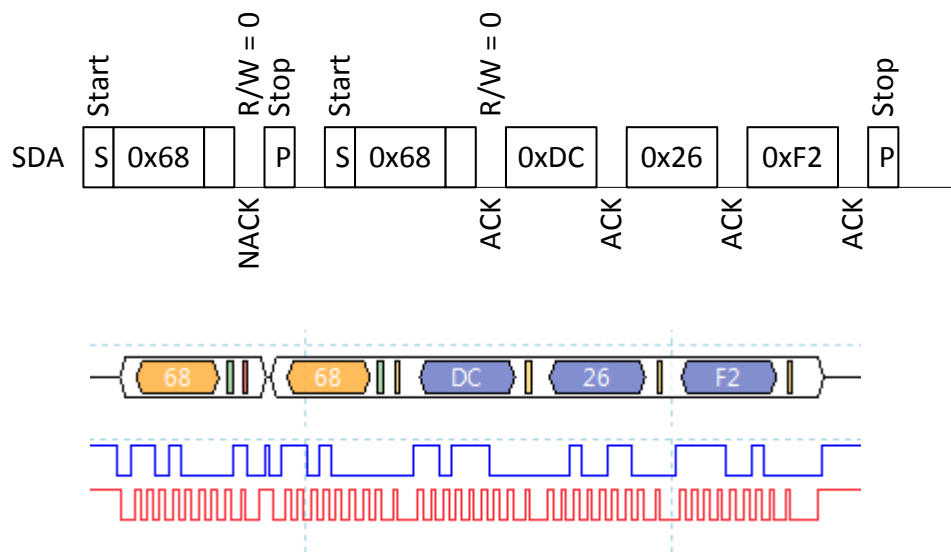 Start R/W = 0 Stop Start R/W = 0 Stop
SDA S 0x68 P S 0x68 0xDC 0x26 0xF2 P
NACK ACK ACK ACK ACK
68 68 DC 26 F2